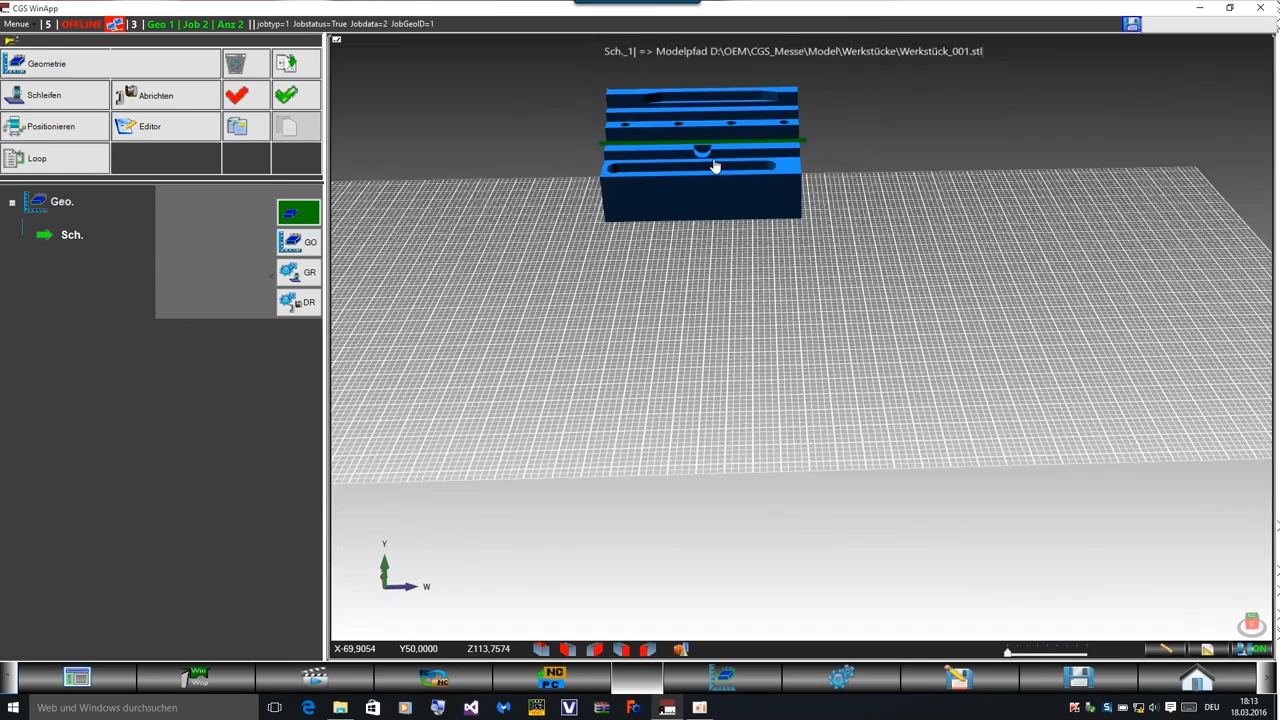 CGS WinApp
Menue 5 OFFLINE 3 Geo 1 | Job 2 | Anz 2 || jobtyp=1 Jobstatus=True Jobdata=2 JobGeoID=1
Sch._1| => Modelpfad D:\OEM\CGS_Messe\Model\Werkstücke\Werkstück_001.stl
Geometrie
Schleifen Abrichten
Positionieren Editor
Loop
Geo.
Sch.
GO
GR
DR
Y
W
F
X-69,9054 Y50,0000 Z113,7574 ON
Win Wop
NC
PC
Web und Windows durchsuchen
DEU
18:13
18.03.2016